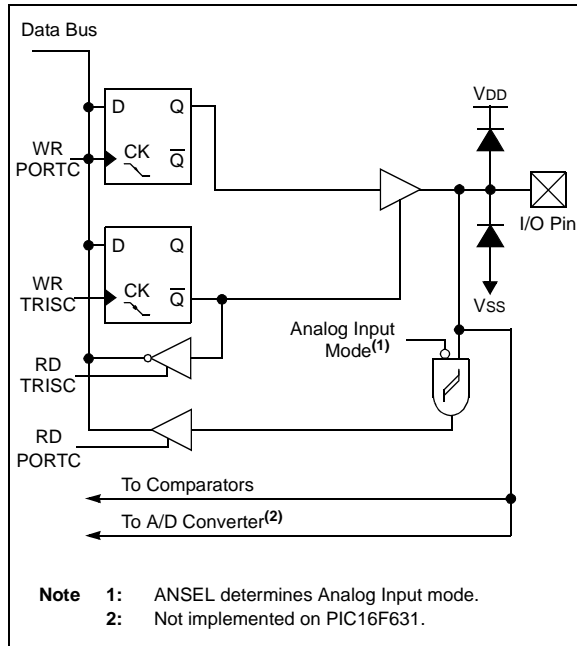 Data Bus
D Q
CK Q
WR
PORTC
VDD
I/O Pin
D Q
CK Q
WR
TRISC
VSS
Analog Input
Mode(1)
RD
TRISC
RD
PORTC
To Comparators
To A/D Converter(2)
Note 1: ANSEL determines Analog Input mode.
2: Not implemented on PIC16F631.